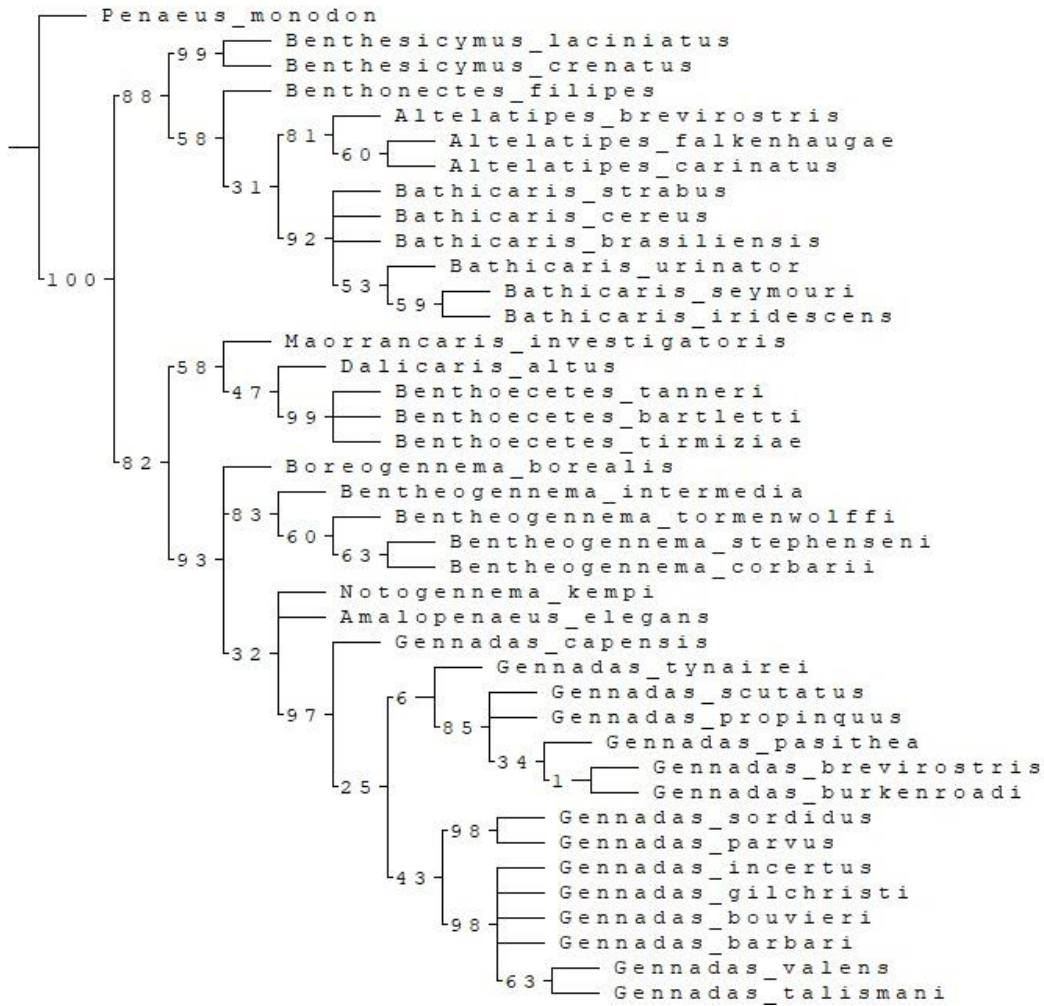 Penaeus_monodon
99
Benthesicymus_laciniatus
Benthesicymus_crenatus
88
Benthonectes_filipes
58
Altelatipes_brevirostris
81
Altelatipes_falkenhaugae
60
Altelatipes_carinatus
31
Bathicaris_strabus
Bathicaris_cereus
92
Bathicaris_brasiliensis
Bathicaris_urinator
53
Bathicaris_seymouri
59
Bathicaris_iridescens
100
Maorrancaris_investigatoris
58
Dalicaris_altus
47
Benthoecetes_tanneri
99
Benthoecetes_bartletti
Benthoecetes_tirmiziae
82
Boreogennema_borealis
Bentheogennema_intermedia
83
Bentheogennema_tormenwolffi
60
Bentheogennema_stephenseni
63
Bentheogennema_corbarii
93
Notogennema_kempi
Amalopenaeus_elegans
32
Gennadas_capensis
Gennadas_tynairei
6
Gennadas_scutatus
97
Gennadas_propinquus
85
Gennadas_pasithea
34
Gennadas_brevirostris
1
Gennadas_burkenroadi
25
Gennadas_sordidus
98
Gennadas_parvus
43
Gennadas_incertus
Gennadas_gilchristi
98
Gennadas_bouvieri
Gennadas_barbari
Gennadas_valens
63
Gennadas_talismani